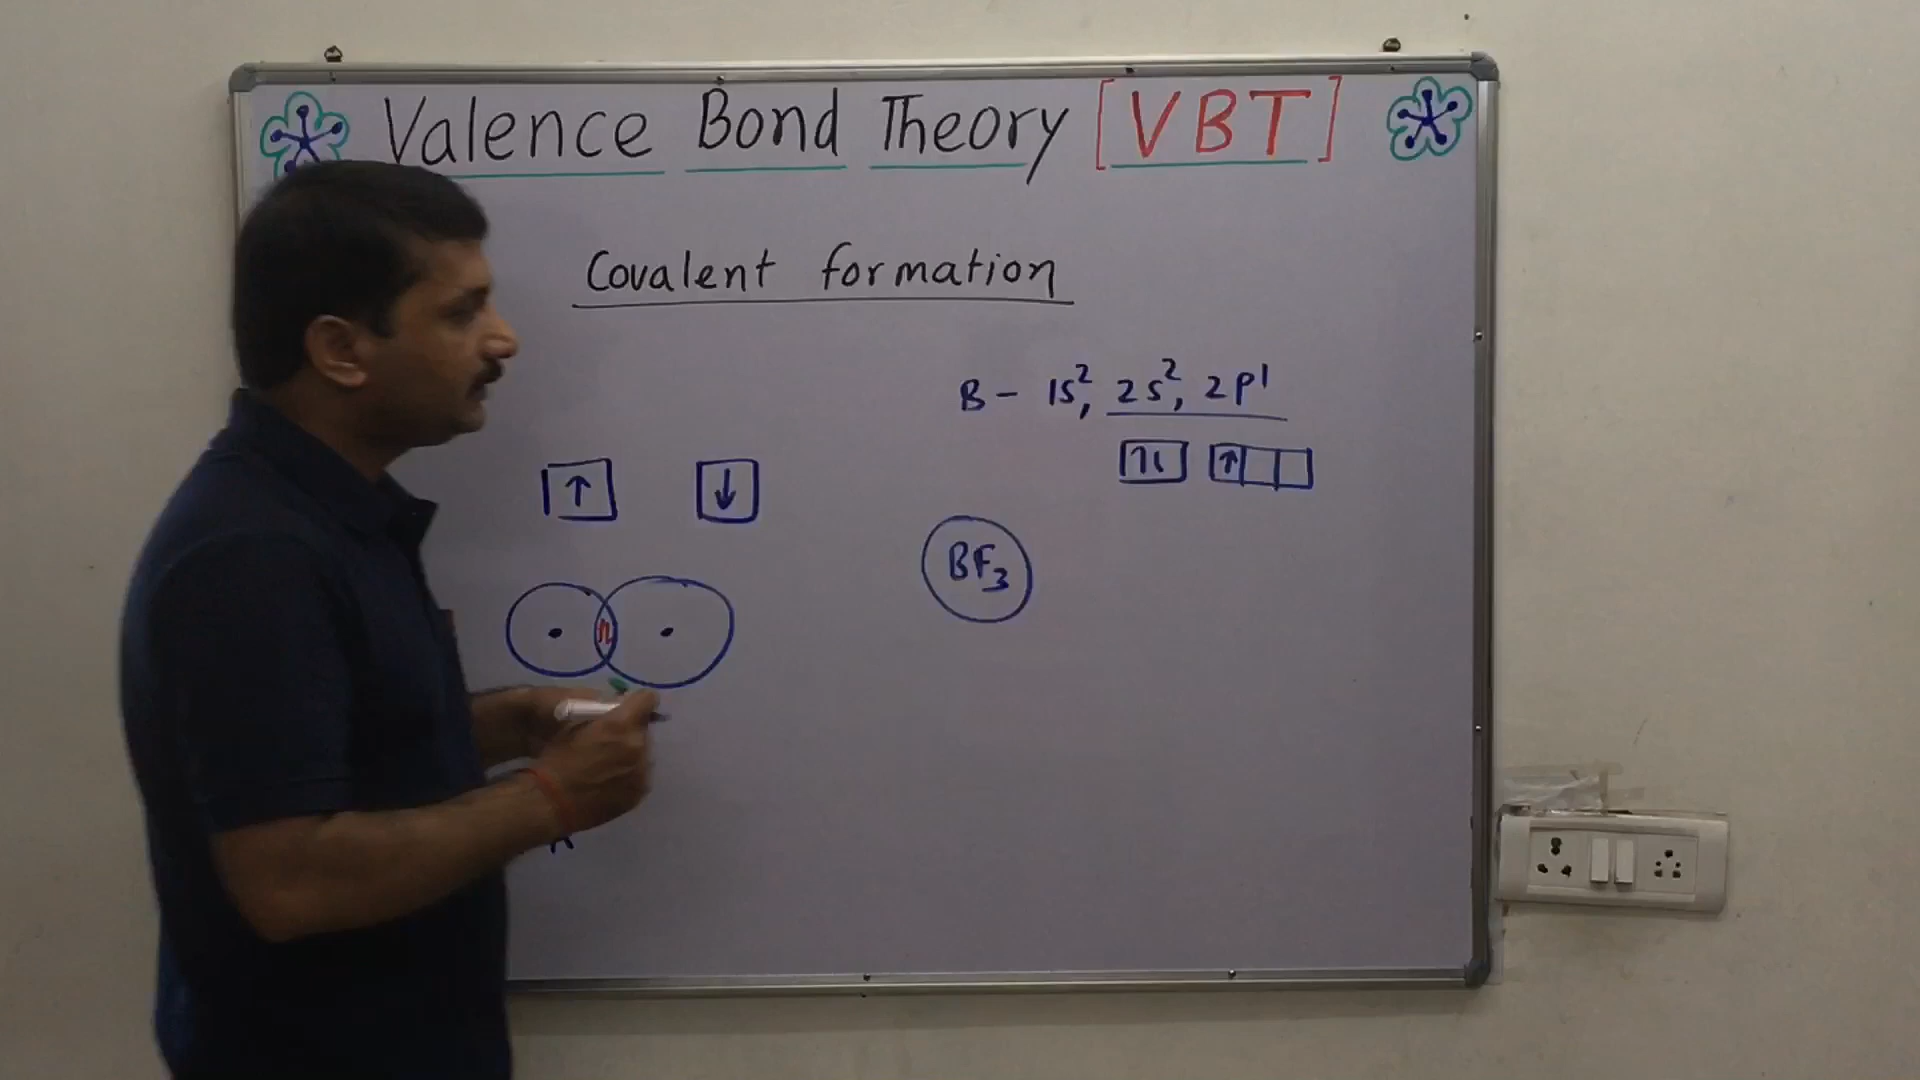 Valence Bond Theory [VBT]
Covalent formation
B - 1s², 2s², 2p¹
↑ ↓ ↑↓ ↑
BF₃